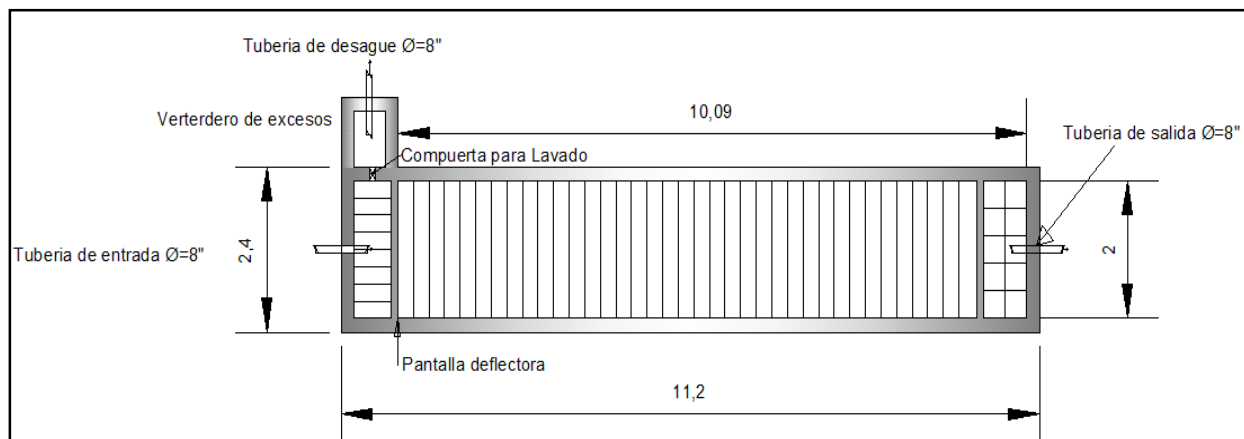 Tuberia de desague Ø=8"
Verterdero de excesos
10,09
Tuberia de salida Ø=8"
Compuerta para Lavado
Tuberia de entrada Ø=8"
2,4
2
Pantalla deflectora
11,2